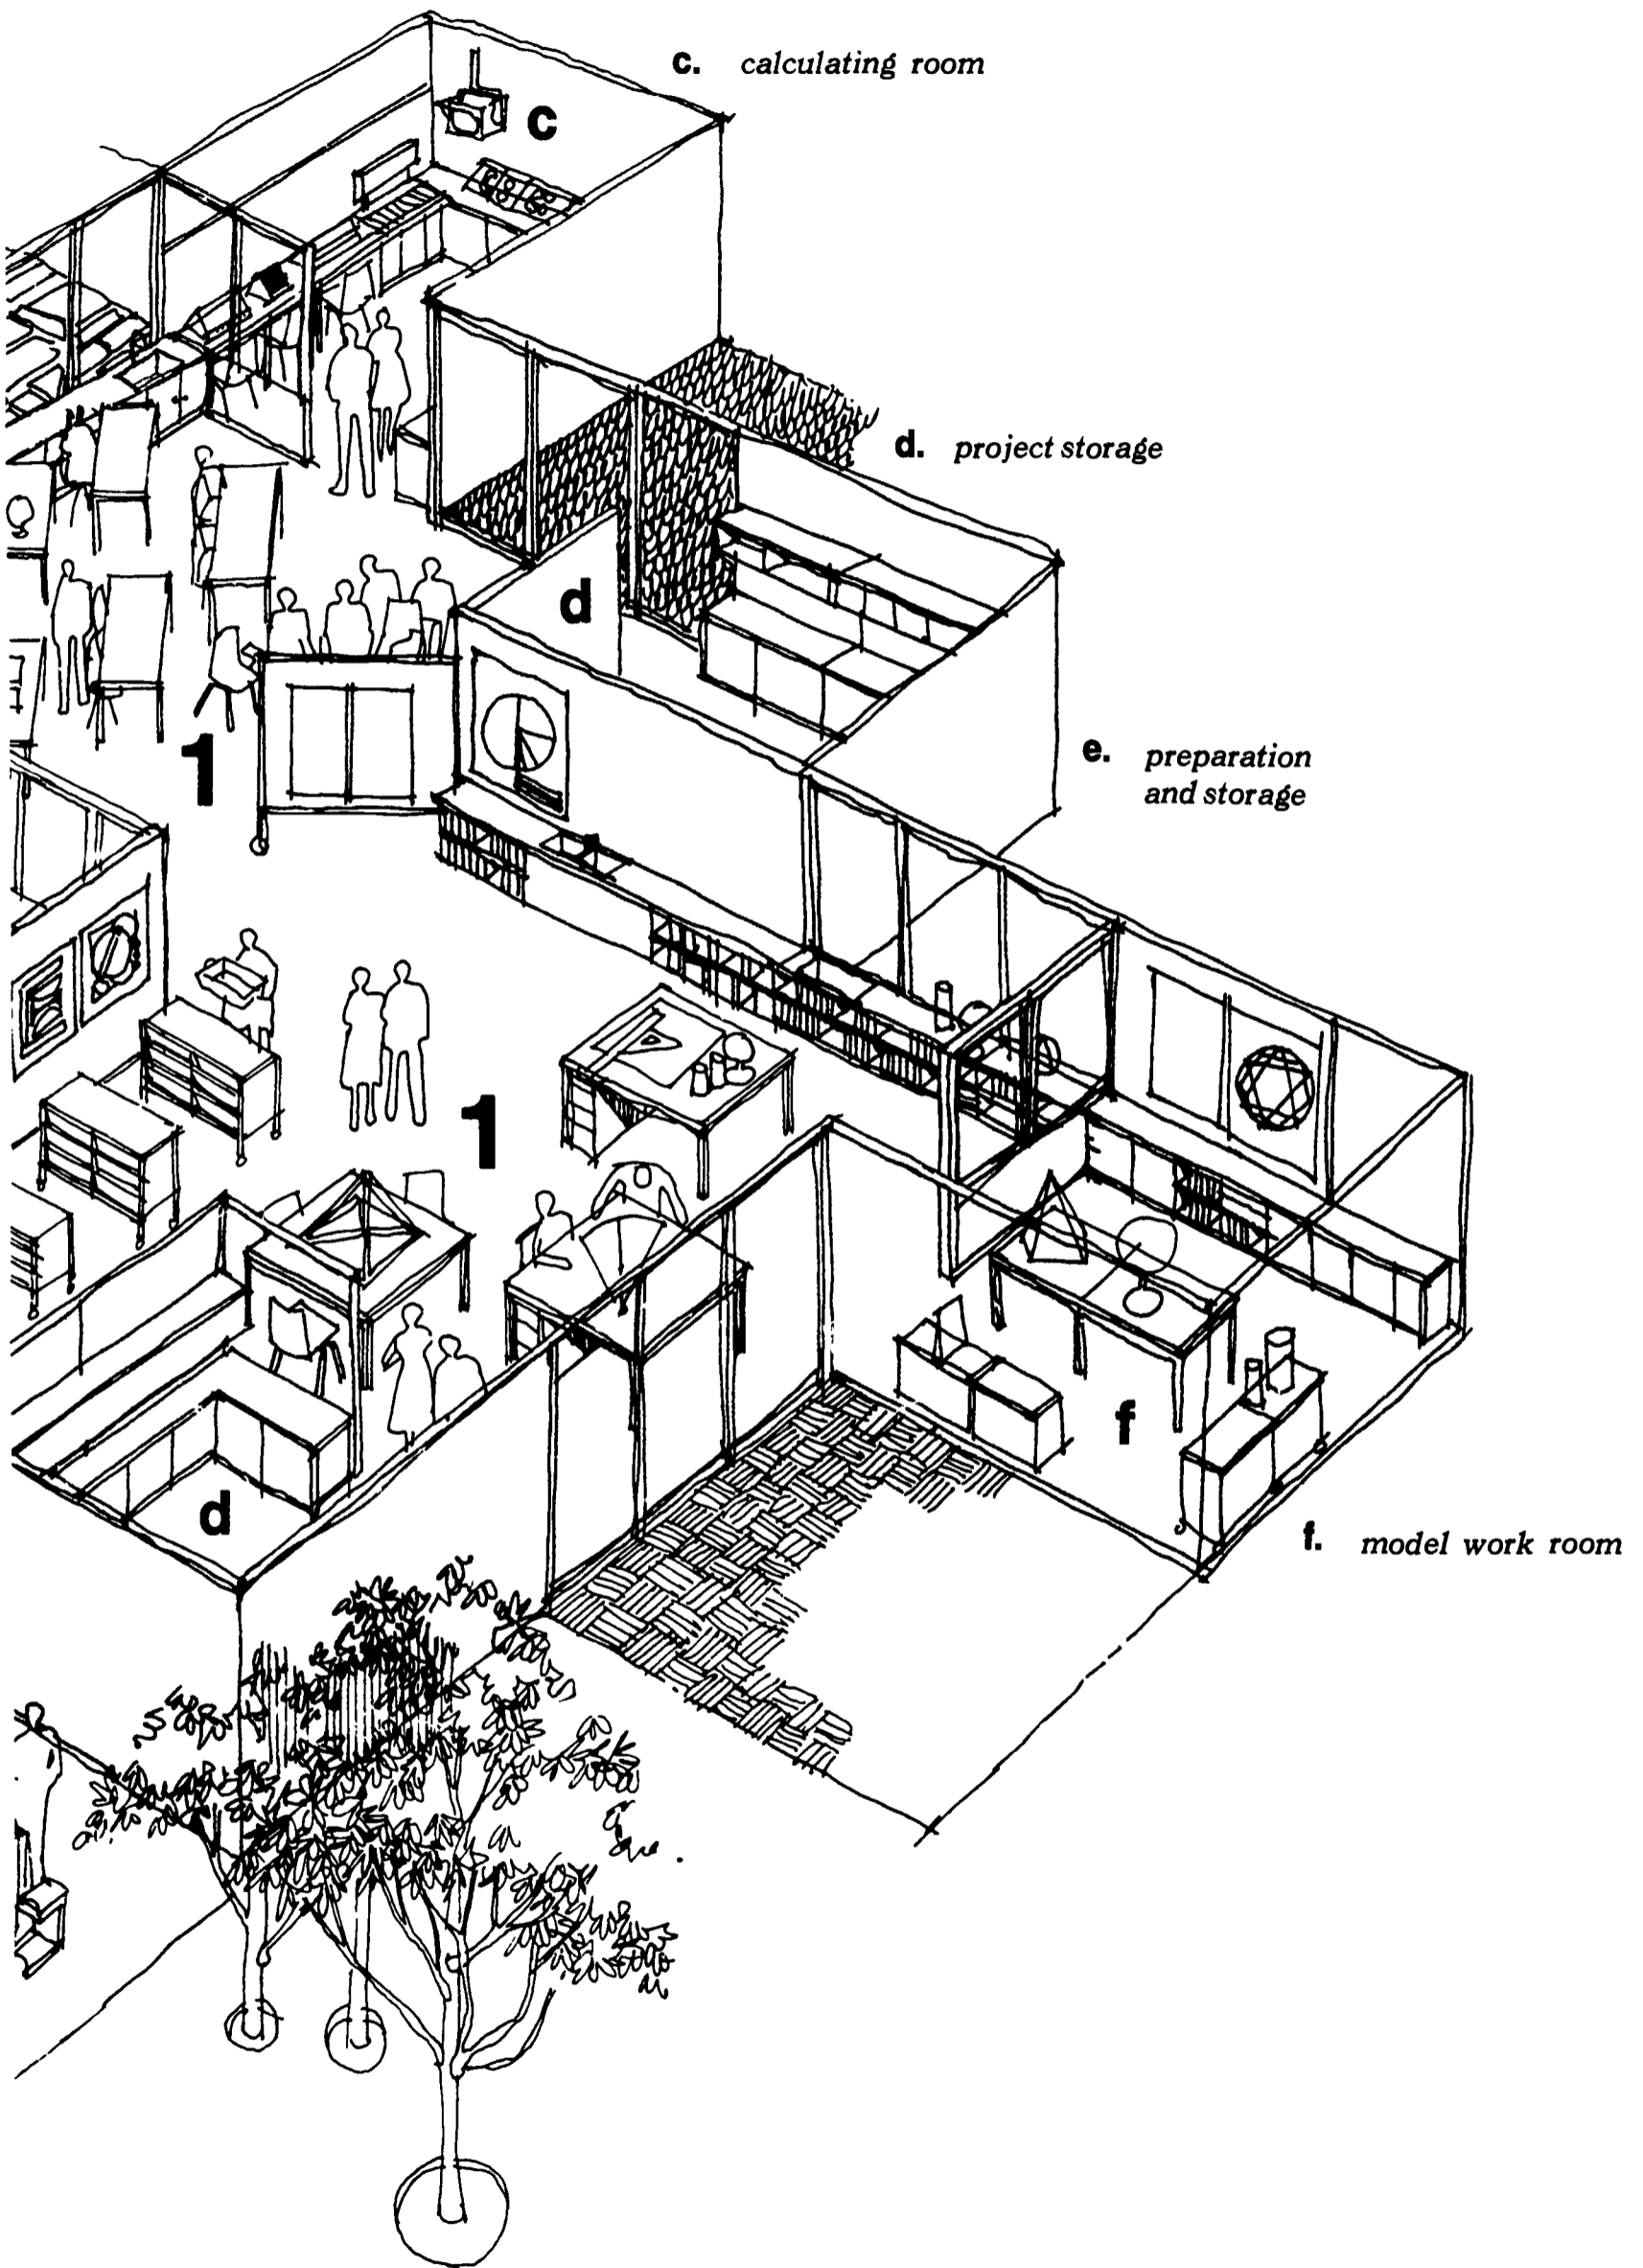 c. calculating room
c
d. project storage
d
1
e. preparation
and storage
1
f
d
f. model work room